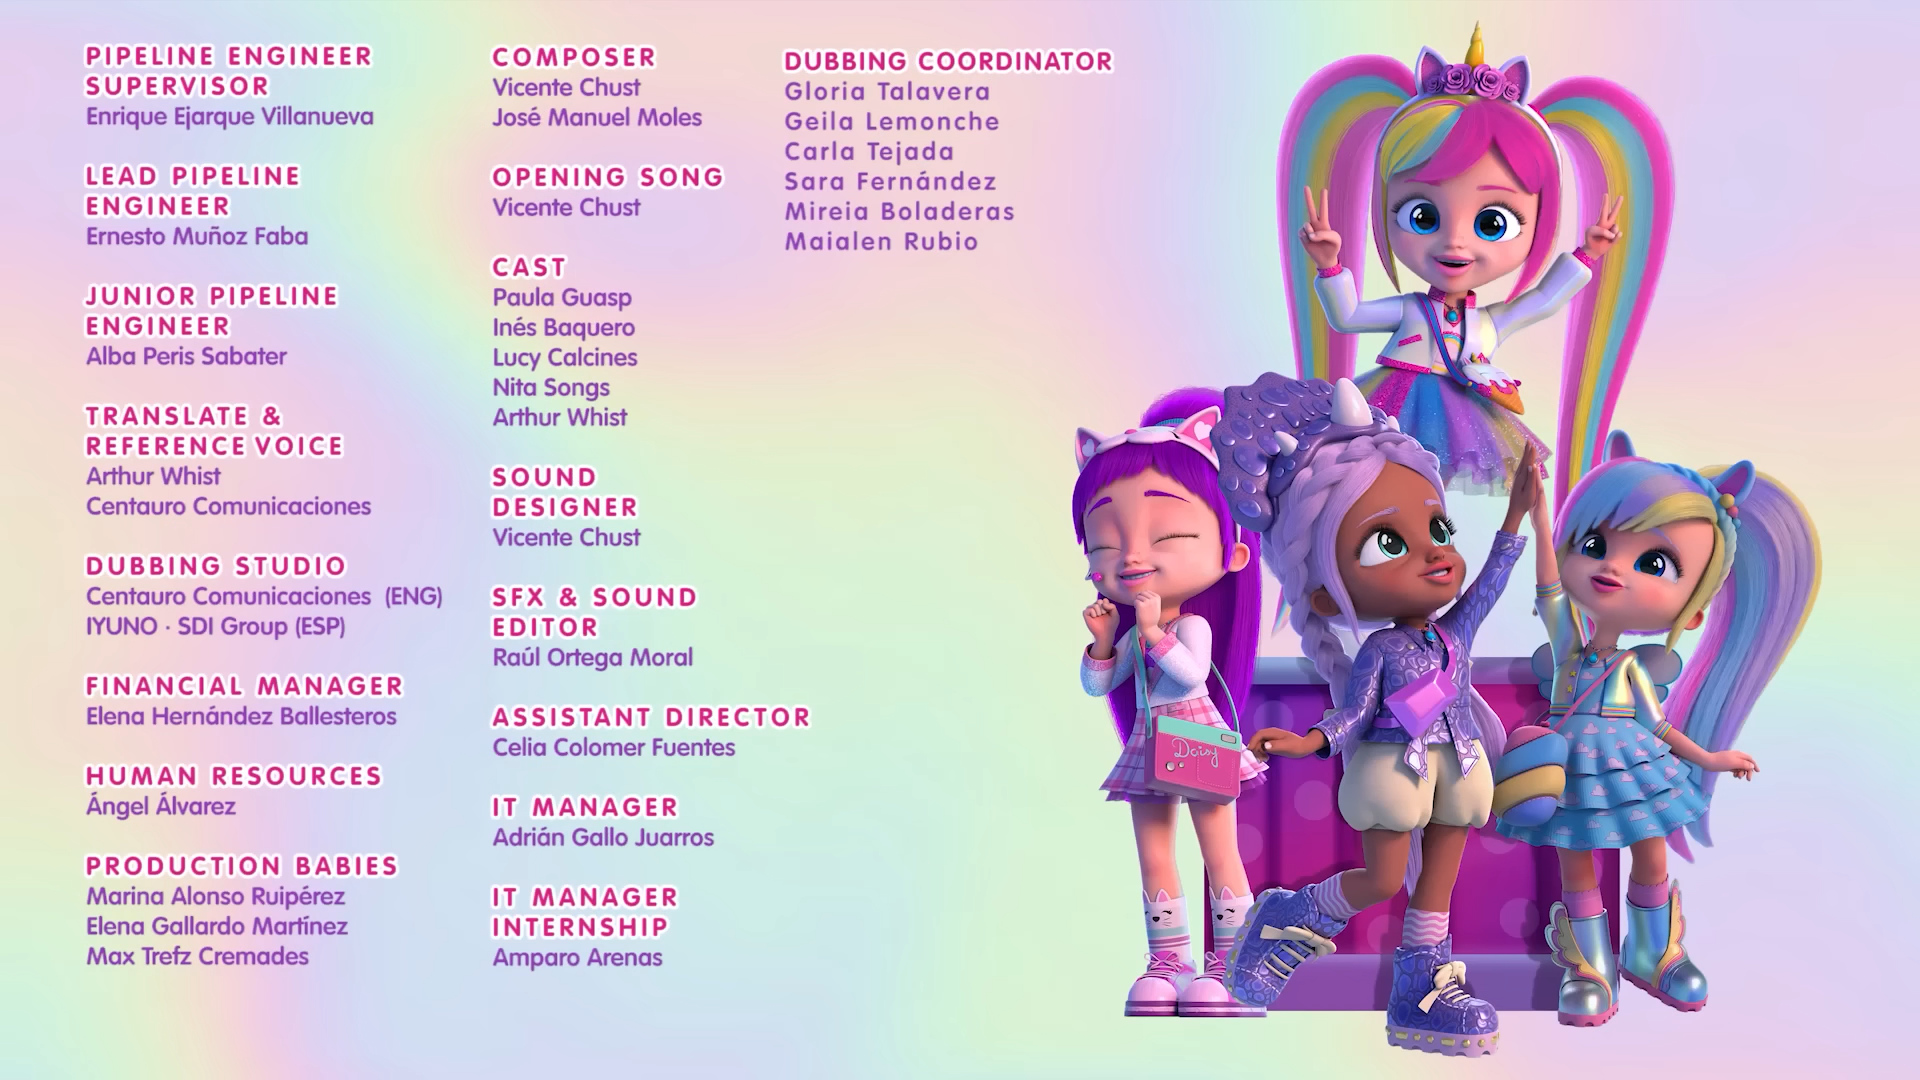 PIPELINE ENGINEER
SUPERVISOR
Enrique Ejarque Villanueva
LEAD PIPELINE
ENGINEER
Ernesto Muñoz Faba
JUNIOR PIPELINE
ENGINEER
Alba Peris Sabater
TRANSLATE &
REFERENCE VOICE
Arthur Whist
Centauro Comunicaciones
DUBBING STUDIO
Centauro Comunicaciones (ENG)
IYUNO · SDI Group (ESP)
FINANCIAL MANAGER
Elena Hernández Ballesteros
HUMAN RESOURCES
Ángel Álvarez
PRODUCTION BABIES
Marina Alonso Ruipérez
Elena Gallardo Martínez
Max Trefz Cremades
COMPOSER
Vicente Chust
José Manuel Moles
OPENING SONG
Vicente Chust
CAST
Paula Guasp
Inés Baquero
Lucy Calcines
Nita Songs
Arthur Whist
SOUND
DESIGNER
Vicente Chust
SFX & SOUND
EDITOR
Raúl Ortega Moral
ASSISTANT DIRECTOR
Celia Colomer Fuentes
IT MANAGER
Adrián Gallo Juarros
IT MANAGER
INTERNSHIP
Amparo Arenas
DUBBING COORDINATOR
Gloria Talavera
Geila Lemonche
Carla Tejada
Sara Fernández
Mireia Boladeras
Maialen Rubio
Daisy